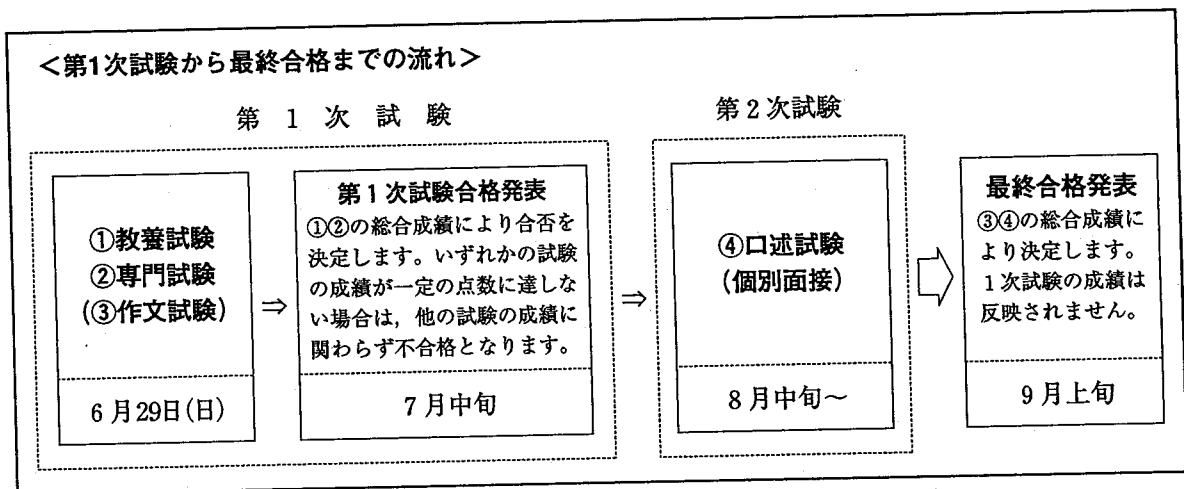 ＜第1次試験から最終合格までの流れ＞
第1次試験
第2次試験
①教養試験
②専門試験
(③作文試験)
6月29日(日)
⇒
第1次試験合格発表
①②の総合成績により合否を
決定します。いずれかの試験
の成績が一定の点数に達しな
い場合は，他の試験の成績に
関わらず不合格となります。
7月中旬
⇒
④口述試験
(個別面接)
8月中旬～
最終合格発表
③④の総合成績に
より決定します。
1次試験の成績は
反映されません。
9月上旬